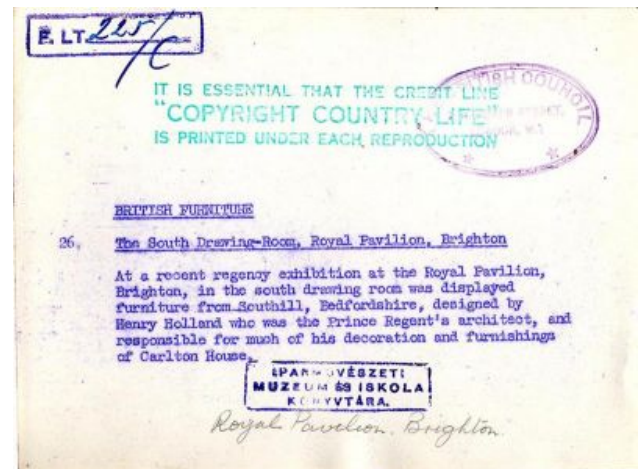 E. LT. 225/C
IT IS ESSENTIAL THAT THE CREDIT LINE
"COPYRIGHT COUNTRY LIFE"
IS PRINTED UNDER EACH REPRODUCTION
BRITISH COUNCIL
W.1
BRITISH FURNITURE
26. The South Drawing-Room, Royal Pavilion, Brighton
At a recent regency exhibition at the Royal Pavilion,
Brighton, in the south drawing room was displayed
furniture from Southill, Bedfordshire, designed by
Henry Holland who was the Prince Regent's architect, and
responsible for much of his decoration and furnishings
of Carlton House.
IPARMŰVÉSZETI
MUZEUM ÉS ISKOLA
KÖNYVTÁRA.
Royal Pavilion. Brighton